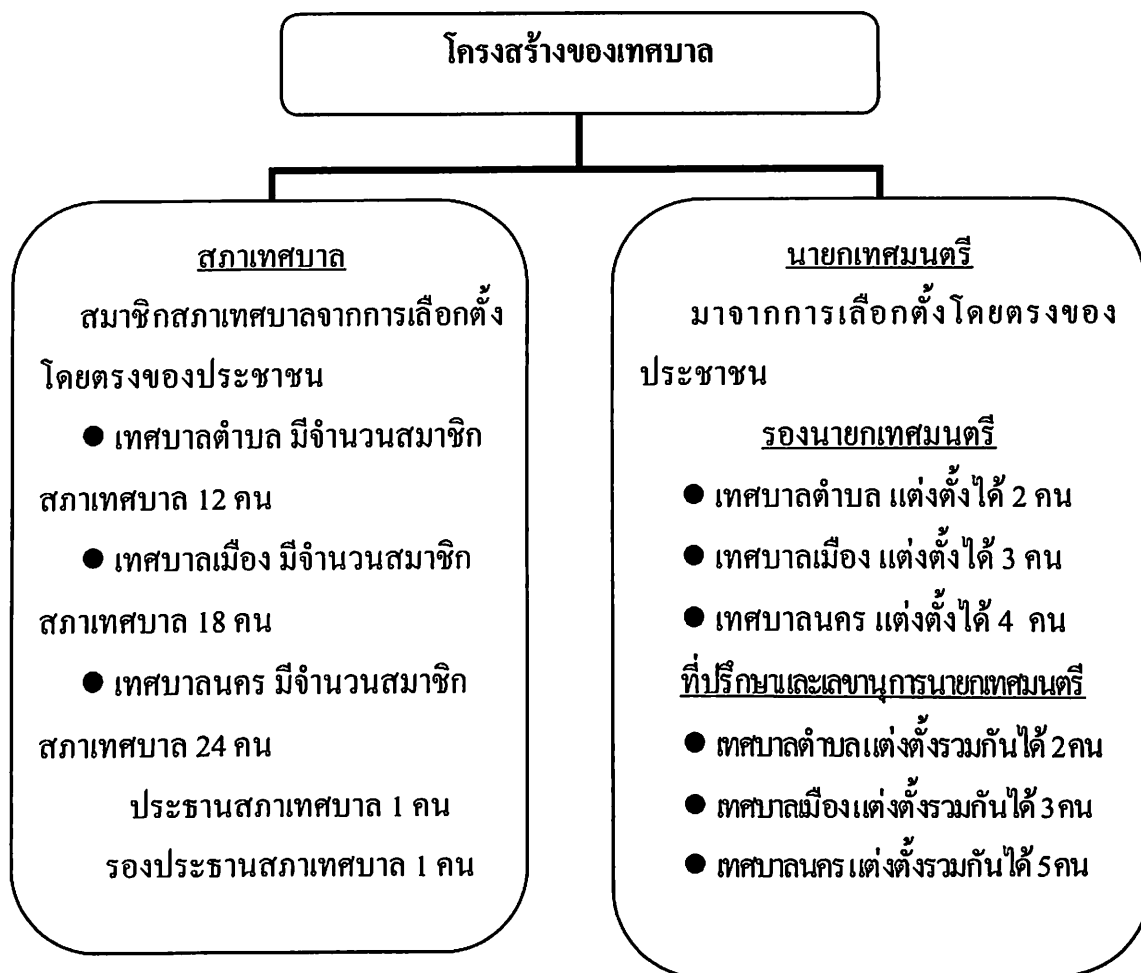 โครงสร้างของเทศบาล
สภาเทศบาล
สมาชิกสภาเทศบาลจากการเลือกตั้ง
โดยตรงของประชาชน
● เทศบาลตำบล มีจำนวนสมาชิก
สภาเทศบาล 12 คน
● เทศบาลเมือง มีจำนวนสมาชิก
สภาเทศบาล 18 คน
● เทศบาลนคร มีจำนวนสมาชิก
สภาเทศบาล 24 คน
ประธานสภาเทศบาล 1 คน
รองประธานสภาเทศบาล 1 คน
นายกเทศมนตรี
มาจากการเลือกตั้งโดยตรงของ
ประชาชน
รองนายกเทศมนตรี
● เทศบาลตำบล แต่งตั้งได้ 2 คน
● เทศบาลเมือง แต่งตั้งได้ 3 คน
● เทศบาลนคร แต่งตั้งได้ 4 คน
ที่ปรึกษาและเลขานุการนายกเทศมนตรี
● เทศบาลตำบลแต่งตั้งรวมกันได้ 2 คน
● เทศบาลเมืองแต่งตั้งรวมกันได้ 3 คน
● เทศบาลนครแต่งตั้งรวมกันได้ 5 คน